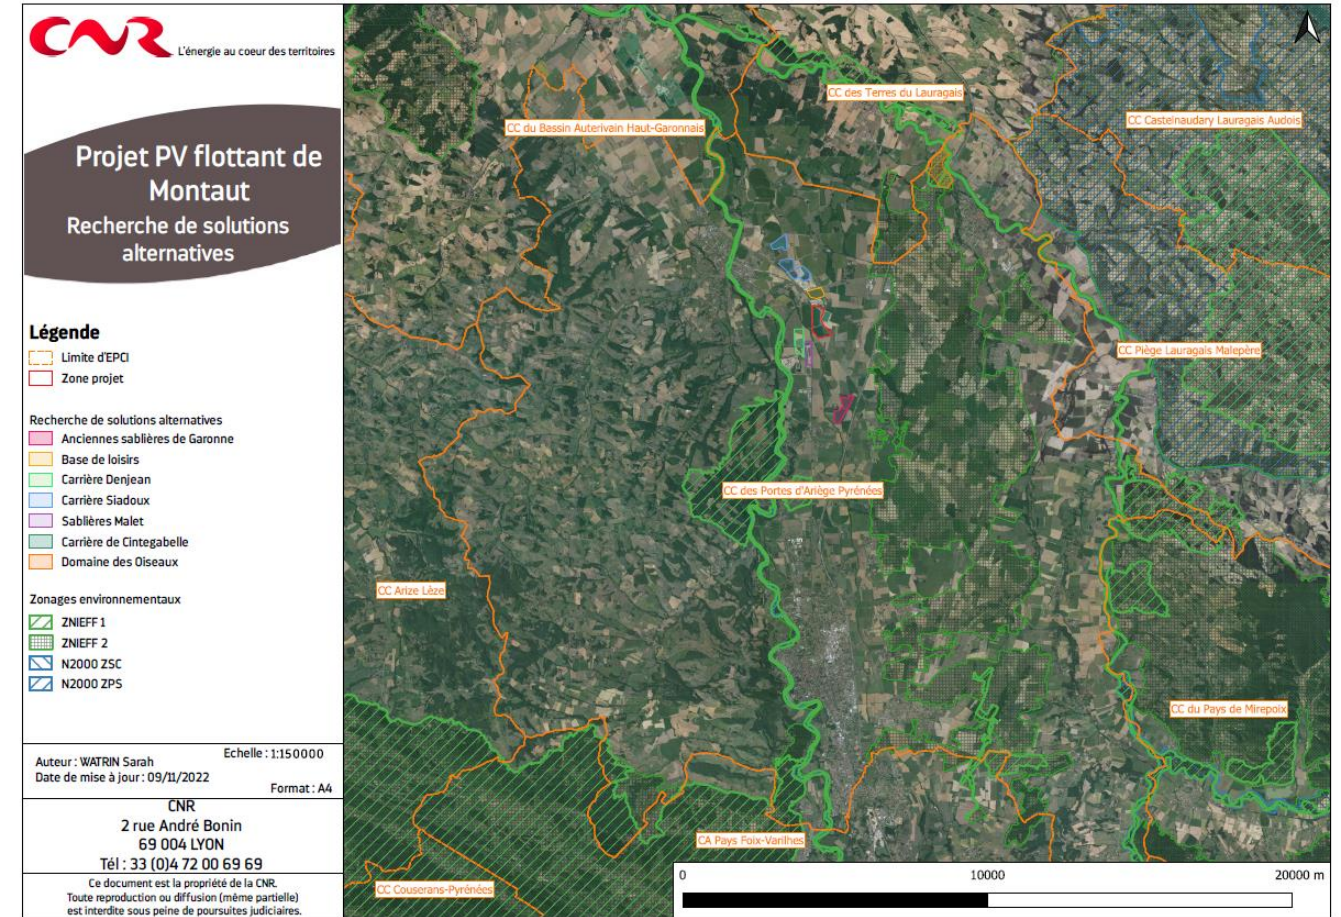 CNR
L'énergie au coeur des territoires
Projet PV flottant de
Montaut
Recherche de solutions
alternatives
Légende
Limite d'EPCI
Zone projet
Recherche de solutions alternatives
Anciennes sablières de Garonne
Base de loisirs
Carrière Denjean
Carrière Siadoux
Sablières Malet
Carrière de Cintegabelle
Domaine des Oiseaux
Zonages environnementaux
ZNIEFF 1
ZNIEFF 2
N2000 ZSC
N2000 ZPS
Auteur : WATRIN Sarah
Echelle : 1:150000
Date de mise à jour : 09/11/2022
Format : A4
CNR
2 rue André Bonin
69 004 LYON
Tél : 33 (0)4 72 00 69 69
Ce document est la propriété de la CNR.
Toute reproduction ou diffusion (même partielle)
est interdite sous peine de poursuites judiciaires.
CC des Terres du Lauragais
CC du Bassin Auterivain Haut-Garonnais
CC Castelnaudary Lauragais Audois
CC Piège Lauragais Malepère
CC des Portes d'Ariège Pyrénées
CC Arize Lèze
CC du Pays de Mirepoix
CA Pays Foix-Varilhes
CC Couserans-Pyrénées
0
10000
20000 m